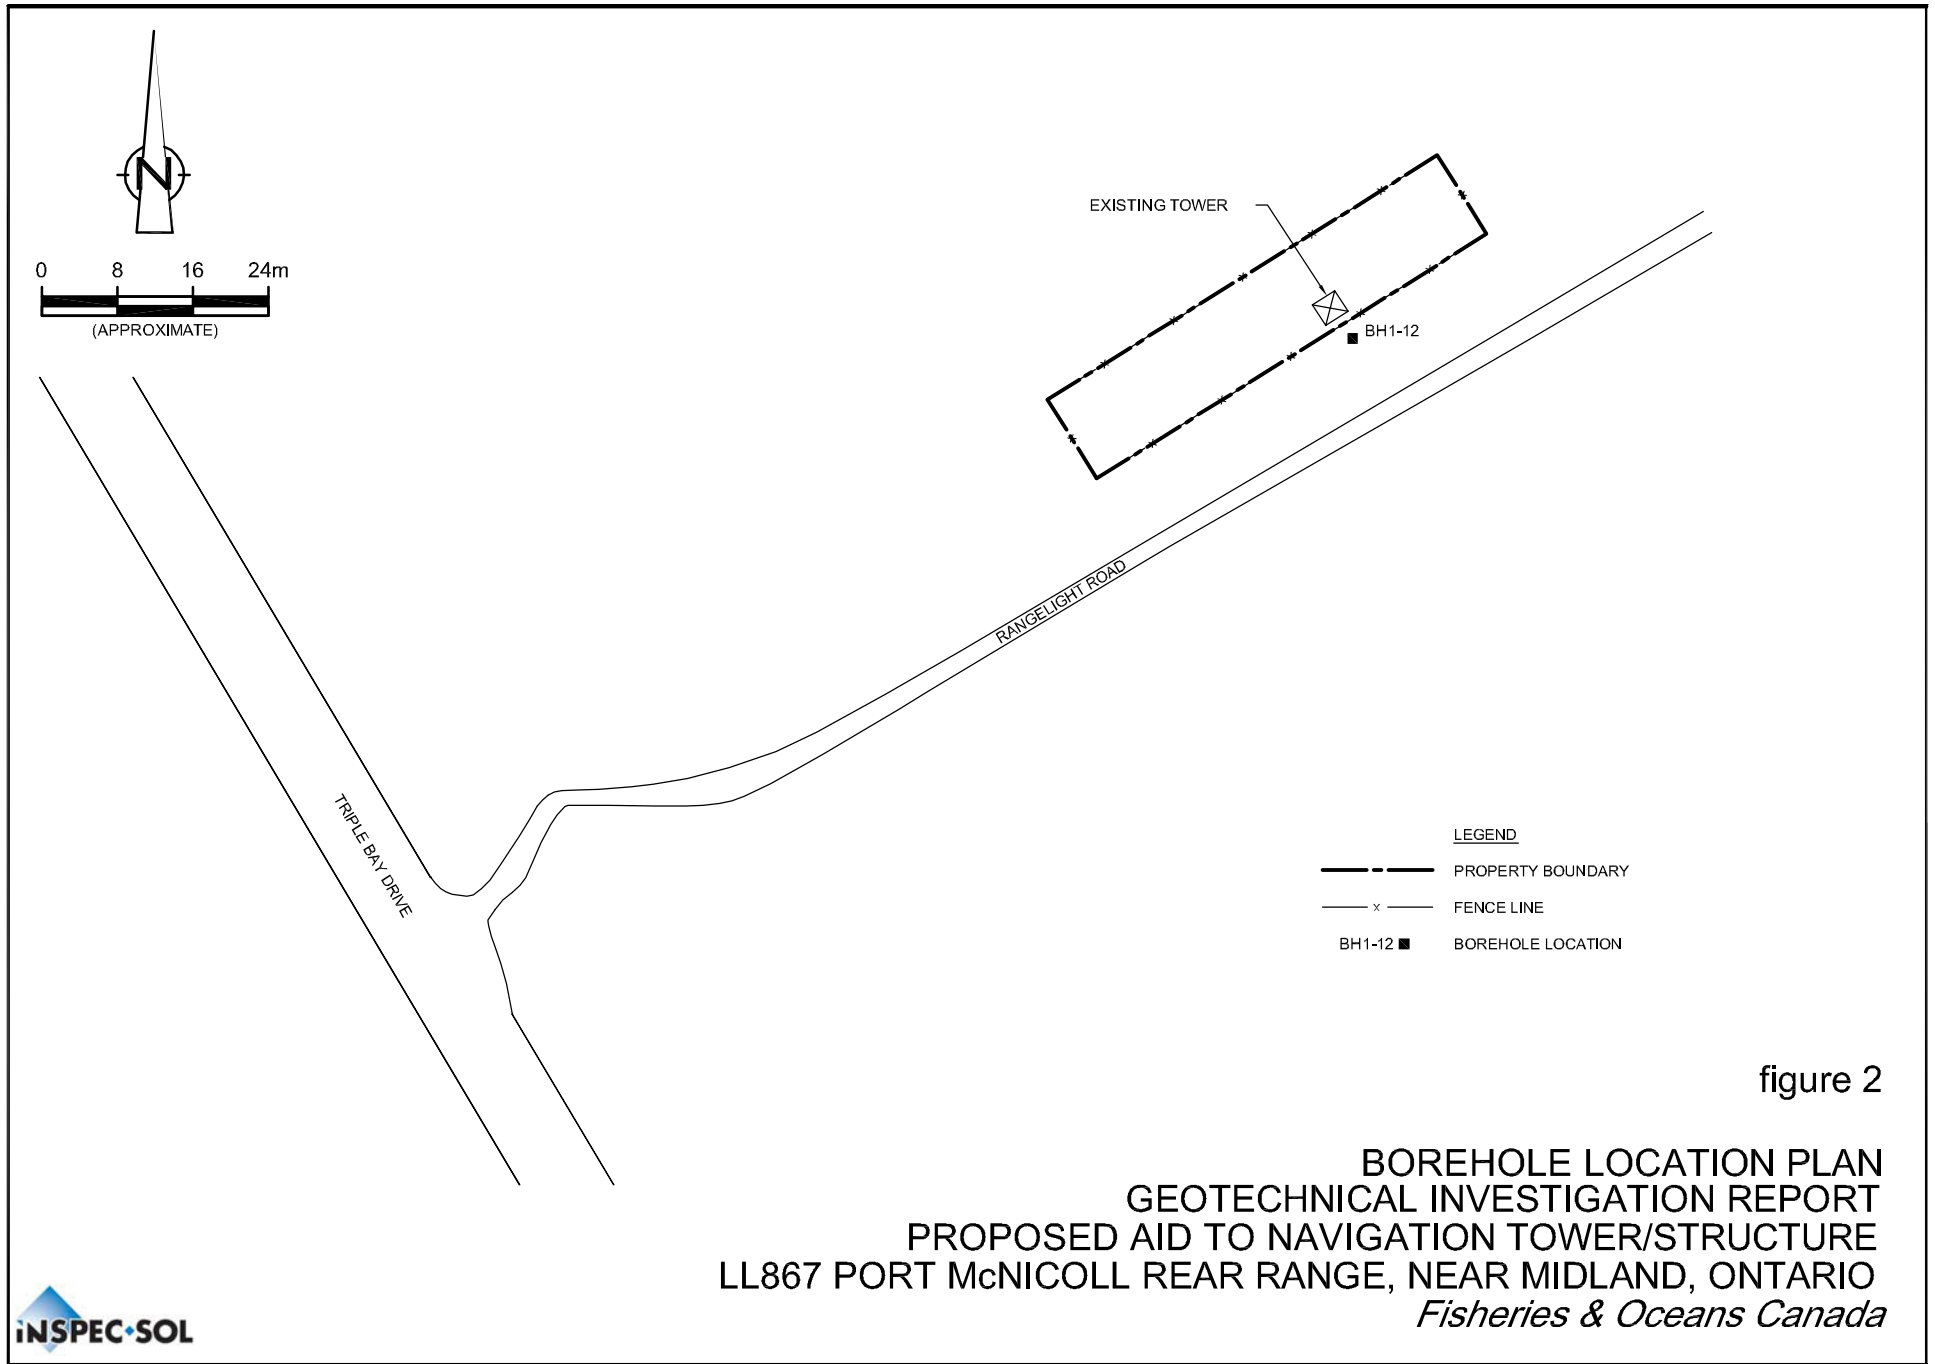 N
0 8 16 24m
(APPROXIMATE)
EXISTING TOWER
BH1-12
RANGELIGHT ROAD
TRIPLE BAY DRIVE
LEGEND
PROPERTY BOUNDARY
x FENCE LINE
BH1-12 BOREHOLE LOCATION
figure 2
BOREHOLE LOCATION PLAN
GEOTECHNICAL INVESTIGATION REPORT
PROPOSED AID TO NAVIGATION TOWER/STRUCTURE
LL867 PORT McNICOLL REAR RANGE, NEAR MIDLAND, ONTARIO
Fisheries & Oceans Canada
iNSPEC•SOL